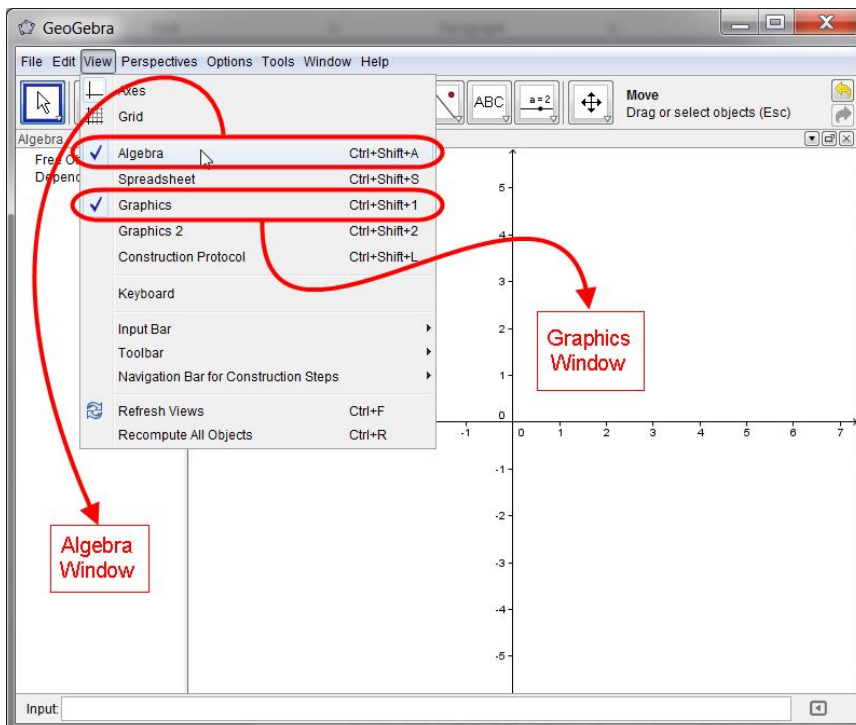 GeoGebra
File Edit View Perspectives Options Tools Window Help
ABC
a=2
Move
Drag or select objects (Esc)
Algebra
Free
Depend
Axes
Grid
Algebra Ctrl+Shift+A
Spreadsheet Ctrl+Shift+S
Graphics Ctrl+Shift+1
Graphics 2 Ctrl+Shift+2
Construction Protocol Ctrl+Shift+L
Keyboard
Input Bar
Toolbar
Navigation Bar for Construction Steps
Refresh Views Ctrl+F
Recompute All Objects Ctrl+R
5
4
3
2
1
0
-1 0 1 2 3 4 5 6 7
-1
-2
-3
-4
-5
Graphics
Window
Algebra
Window
Input: